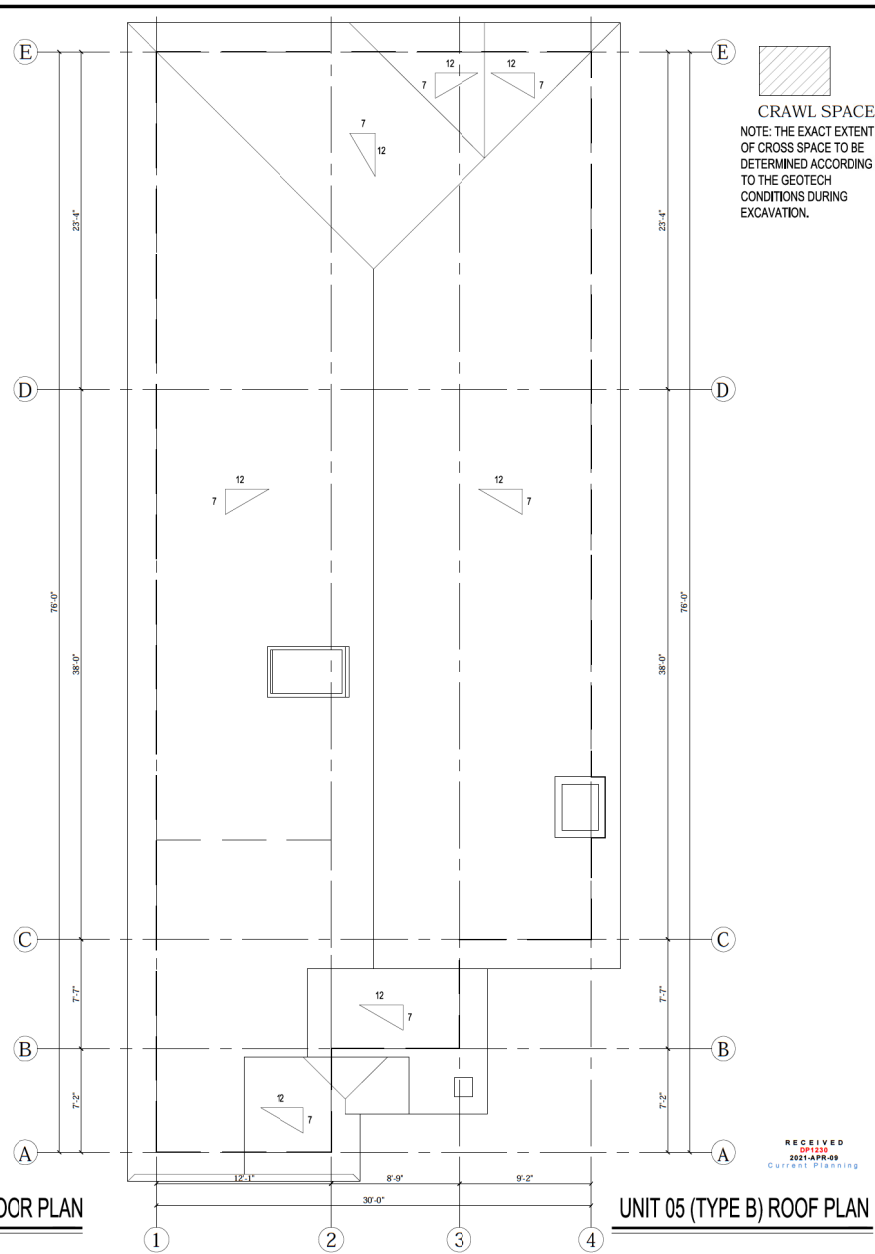 E
E
12
12
7
7
7
12
CRAWL SPACE
NOTE: THE EXACT EXTENT
OF CROSS SPACE TO BE
DETERMINED ACCORDING
TO THE GEOTECH
CONDITIONS DURING
EXCAVATION.
23'-4"
23'-4"
D
D
12
7
12
7
76'-0"
76'-0"
38'-0"
38'-0"
C
C
7'-7"
7'-7"
12
7
B
B
7'-2"
7'-2"
12
7
A
A
RECEIVED
DP1230
2021-APR-09
Current Planning
12'-1"
8'-9"
9'-2"
30'-0"
OOR PLAN
UNIT 05 (TYPE B) ROOF PLAN
1
2
3
4